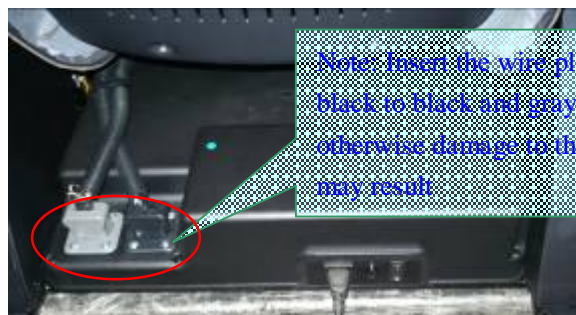 Note: Insert the wire pl
black to black and gray
otherwise damage to th
may result